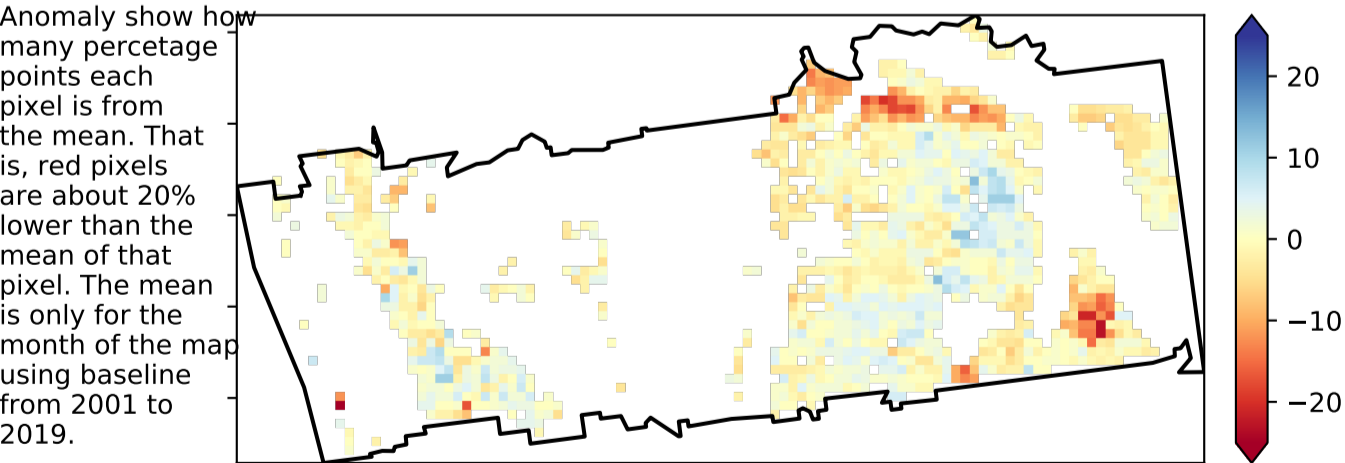 Anomaly show how
many percetage
points each
pixel is from
the mean. That
is, red pixels
are about 20%
lower than the
mean of that
pixel. The mean
is only for the
month of the map
using baseline
from 2001 to
2019.
20
10
0
−10
−20